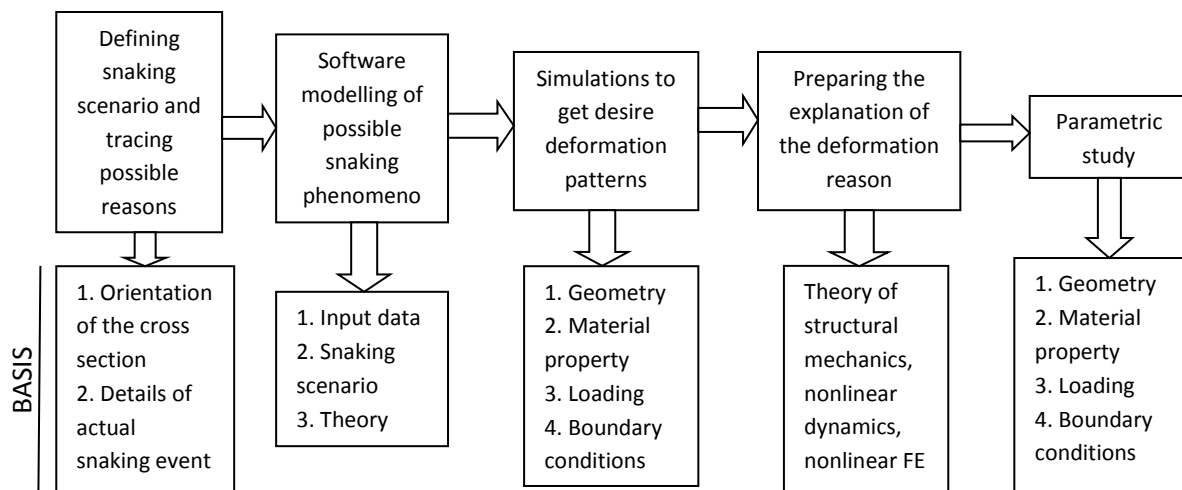 Defining
snaking
scenario and
tracing
possible
reasons
Software
modelling of
possible
snaking
phenomeno
Simulations to
get desire
deformation
patterns
Preparing the
explanation of
the deformation
reason
Parametric
study
BASIS
1. Orientation
of the cross
section
2. Details of
actual
snaking event
1. Input data
2. Snaking
scenario
3. Theory
1. Geometry
2. Material
property
3. Loading
4. Boundary
conditions
Theory of
structural
mechanics,
nonlinear
dynamics,
nonlinear FE
1. Geometry
2. Material
property
3. Loading
4. Boundary
conditions